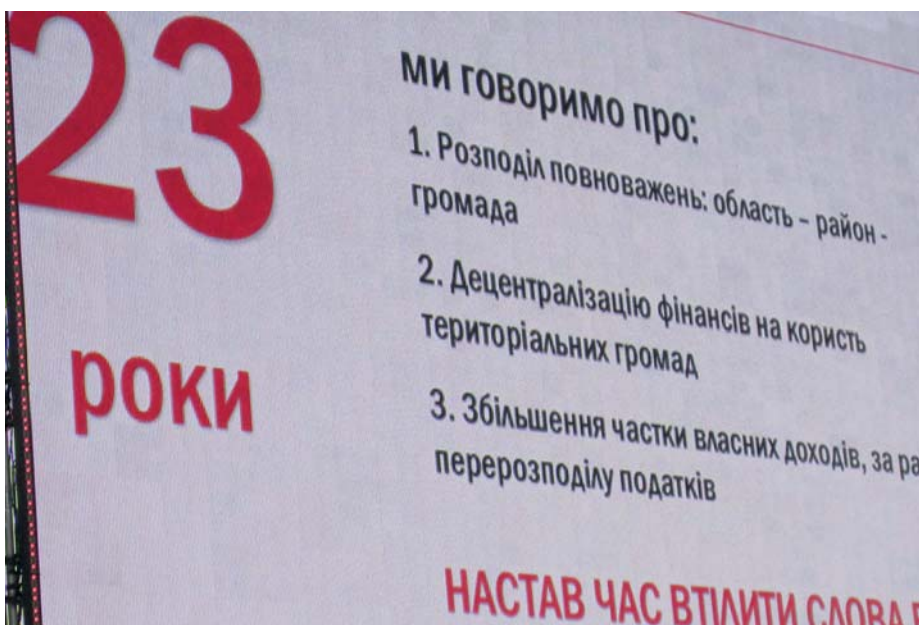 23
роки
ми говоримо про:
1. Розподіл повноважень: область – район -
громада
2. Децентралізацію фінансів на користь
територіальних громад
3. Збільшення частки власних доходів, за
перерозподілу податків
НАСТАВ ЧАС ВТІЛИТИ СЛОВА